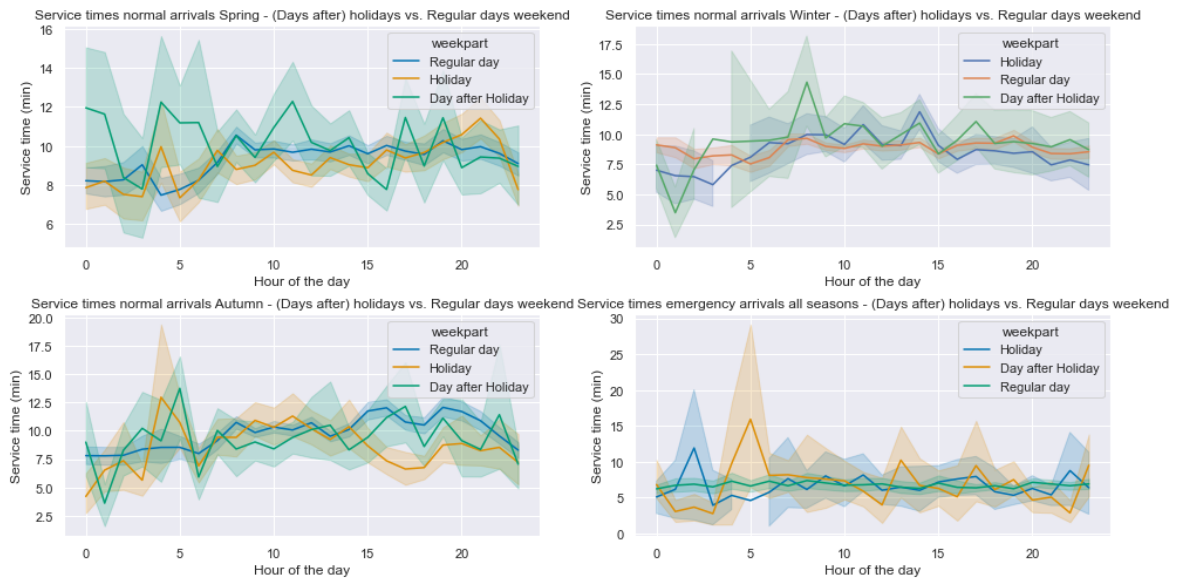 Service times normal arrivals Spring - (Days after) holidays vs. Regular days weekend
16
14
12
10
8
6
Service time (min)
weekpart
Regular day
Holiday
Day after Holiday
0 5 10 15 20
Hour of the day
Service times normal arrivals Winter - (Days after) holidays vs. Regular days weekend
17.5
15.0
12.5
10.0
7.5
5.0
2.5
Service time (min)
weekpart
Holiday
Regular day
Day after Holiday
0 5 10 15 20
Hour of the day
Service times normal arrivals Autumn - (Days after) holidays vs. Regular days weekend
20.0
17.5
15.0
12.5
10.0
7.5
5.0
2.5
Service time (min)
weekpart
Regular day
Holiday
Day after Holiday
0 5 10 15 20
Hour of the day
Service times emergency arrivals all seasons - (Days after) holidays vs. Regular days weekend
30
25
20
15
10
5
0
Service time (min)
weekpart
Holiday
Day after Holiday
Regular day
0 5 10 15 20
Hour of the day